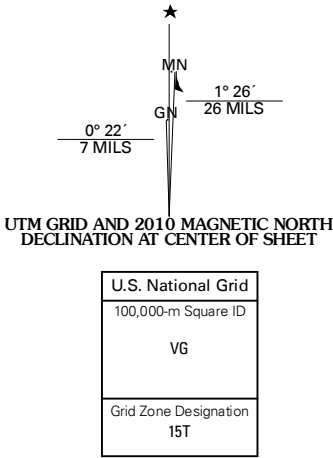 MN
1° 26´
26 MILS
GN
0° 22´
7 MILS
UTM GRID AND 2010 MAGNETIC NORTH
DECLINATION AT CENTER OF SHEET
U.S. National Grid
100,000-m Square ID
VG
Grid Zone Designation
15T